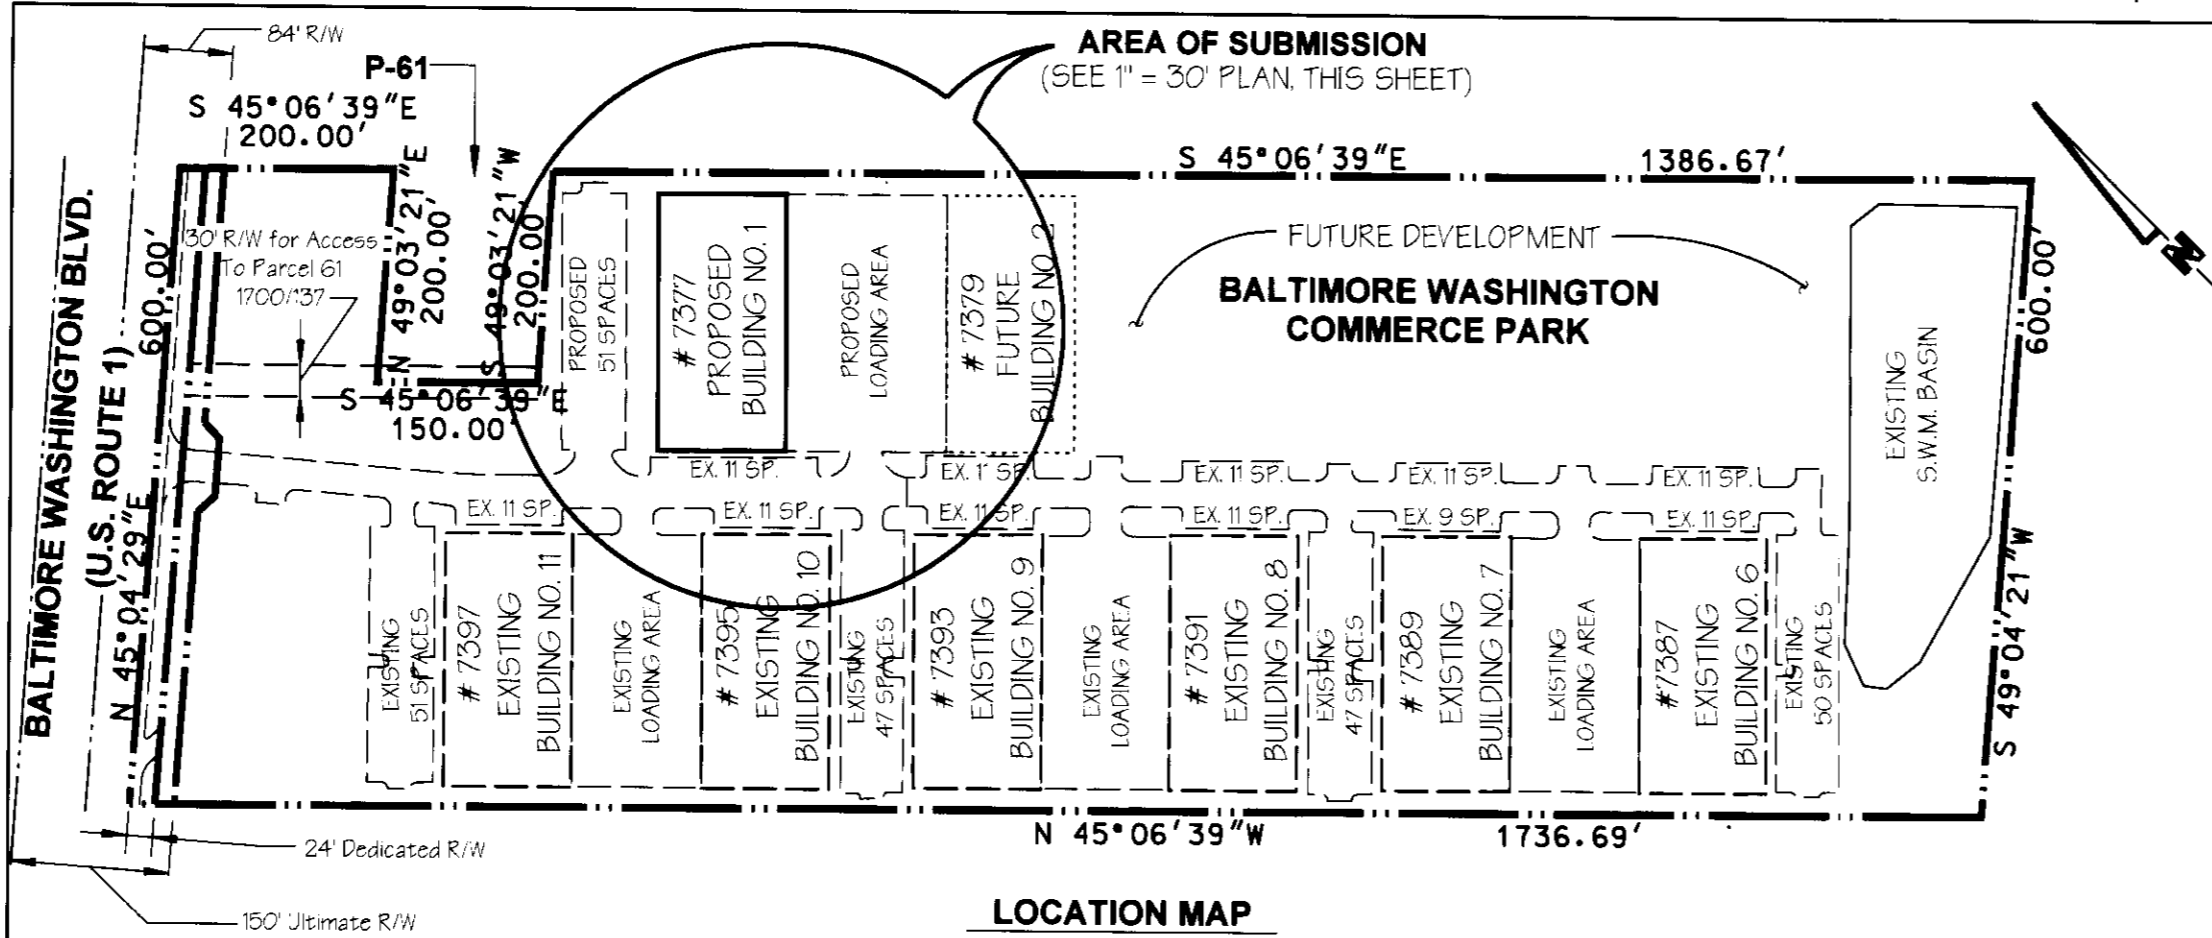 84' R/W
P-61
S 45°06'39"E
200.00'
AREA OF SUBMISSION
(SEE 1" = 30' PLAN, THIS SHEET)
BALTIMORE WASHINGTON BLVD.
(U.S. ROUTE 1)
N 45°04'29"E
600.00'
30' R/W for Access
To Parcel 61
N 49°03'21"E
200.00'
S 49°03'21"W
200.00'
S 45°06'39"E
150.00'
S 45°06'39"E
1386.67'
PROPOSED
51 SPACES
# 7377
PROPOSED
BUILDING NO. 1
PROPOSED
LOADING AREA
# 7379
FUTURE
BUILDING NO. 2
FUTURE DEVELOPMENT
BALTIMORE WASHINGTON
COMMERCE PARK
EXISTING
S.W.M. BASIN
N
600.00'
S 49°04'21"W
EX. 11 SP.
EX. 11 SP.
EX. 11 SP.
EX. 11 SP.
EX. 11 SP.
EX. 11 SP.
EX. 11 SP.
EX. 11 SP.
EX. 11 SP.
EX. 9 SP.
EX. 11 SP.
EXISTING
51 SPACES
# 7397
EXISTING
BUILDING NO. 11
EXISTING
LOADING AREA
# 7395
EXISTING
BUILDING NO. 10
EXISTING
47 SPACES
# 7393
EXISTING
BUILDING NO. 9
EXISTING
LOADING AREA
# 7391
EXISTING
BUILDING NO. 8
EXISTING
47 SPACES
# 7389
EXISTING
BUILDING NO. 7
EXISTING
LOADING AREA
#7387
EXISTING
BUILDING NO. 6
EXISTING
50 SPACES
N 45°06'39"W
1736.69'
24' Dedicated R/W
150' Ultimate R/W
LOCATION MAP